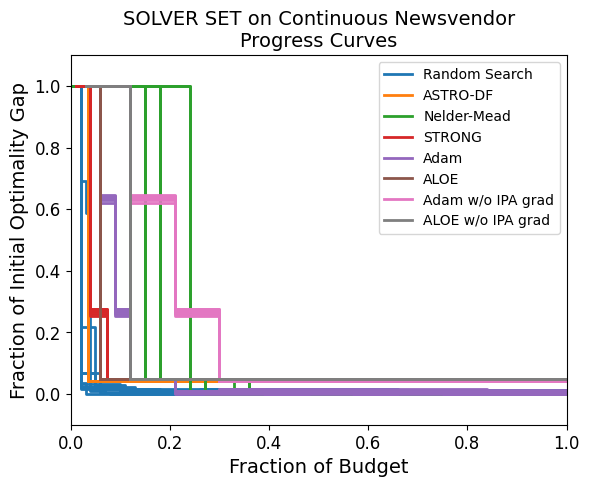 SOLVER SET on Continuous Newsvendor
Progress Curves
Fraction of Initial Optimality Gap
1.0
0.8
0.6
0.4
0.2
0.0
Random Search
ASTRO-DF
Nelder-Mead
STRONG
Adam
ALOE
Adam w/o IPA grad
ALOE w/o IPA grad
0.0 0.2 0.4 0.6 0.8 1.0
Fraction of Budget